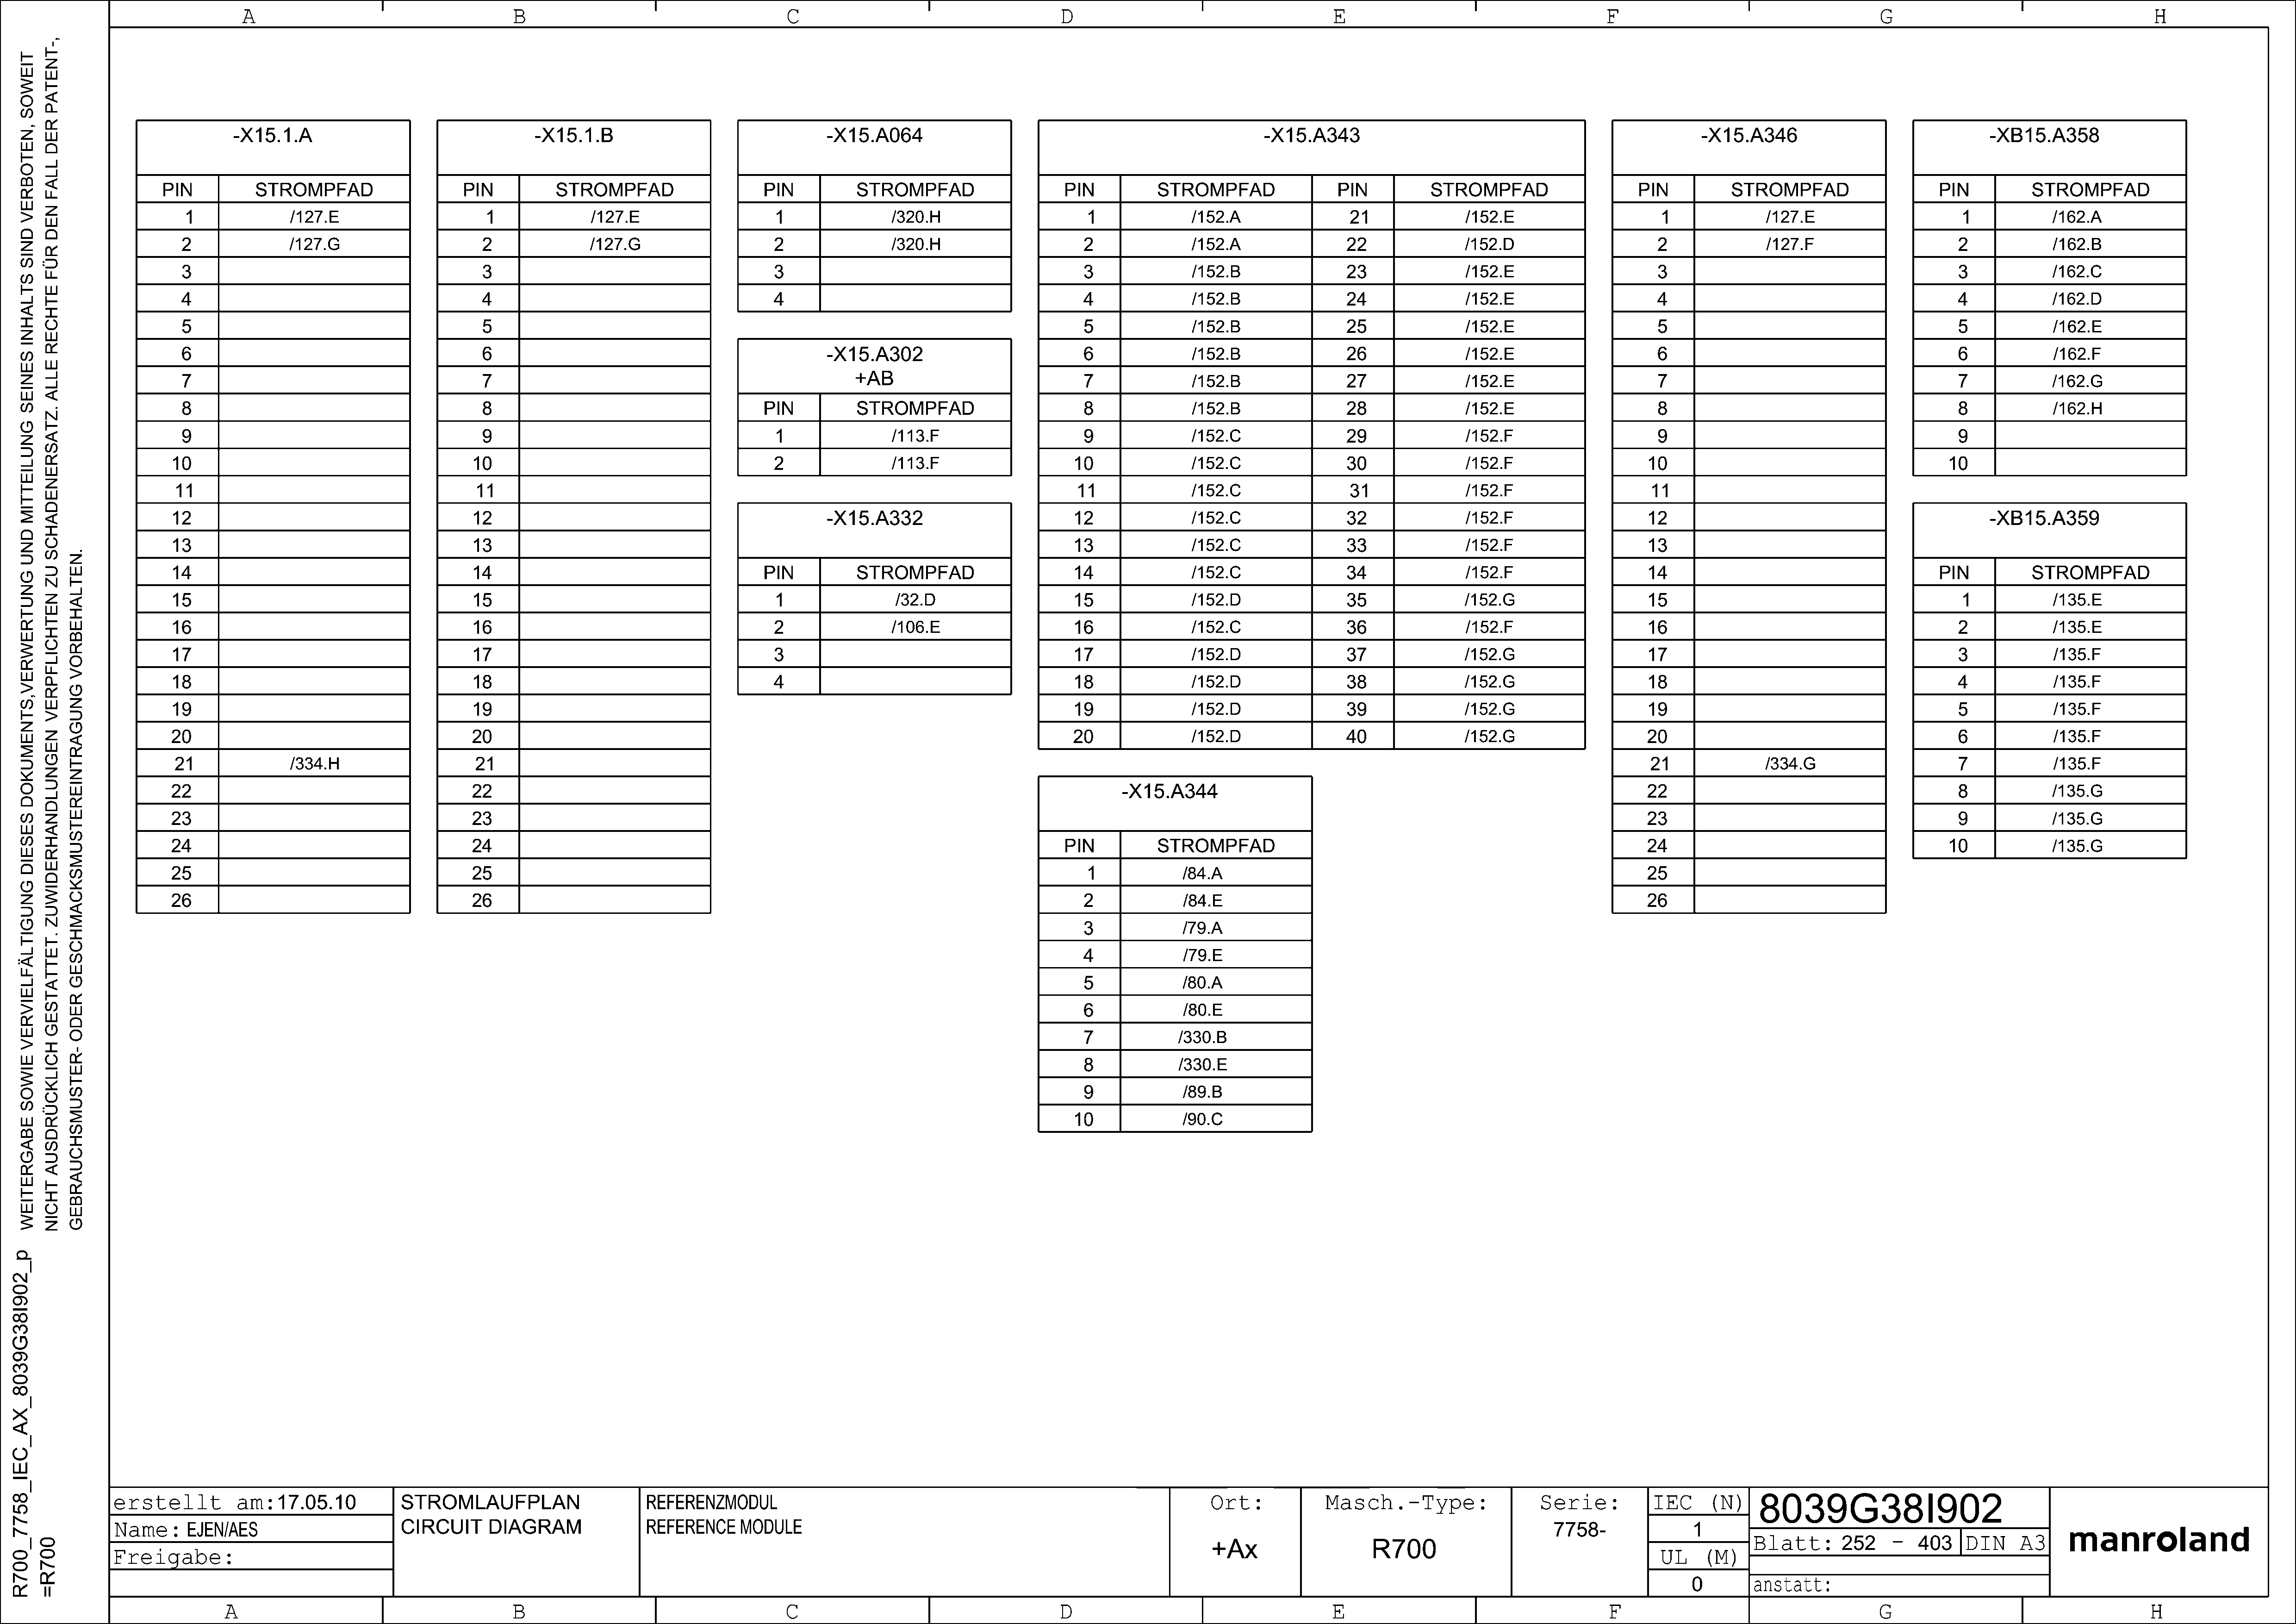 A B C D E F G H
WEITERGABE SOWIE VERVIELFÄLTIGUNG DIESES DOKUMENTS,VERWERTUNG UND MITTEILUNG SEINES INHALTS SIND VERBOTEN, SOWEIT
NICHT AUSDRÜCKLICH GESTATTET. ZUWIDERHANDLUNGEN VERPFLICHTEN ZU SCHADENERSATZ. ALLE RECHTE FÜR DEN FALL DER PATENT-,
GEBRAUCHSMUSTER- ODER GESCHMACKSMUSTEREINTRAGUNG VORBEHALTEN.
R700_7758_IEC_AX_8039G38I902_p
=R700
-X15.1.A
PIN STROMPFAD
1 /127.E
2 /127.G
3
4
5
6
7
8
9
10
11
12
13
14
15
16
17
18
19
20
21 /334.H
22
23
24
25
26
-X15.1.B
PIN STROMPFAD
1 /127.E
2 /127.G
3
4
5
6
7
8
9
10
11
12
13
14
15
16
17
18
19
20
21
22
23
24
25
26
-X15.A064
PIN STROMPFAD
1 /320.H
2 /320.H
3
4
-X15.A302
+AB
PIN STROMPFAD
1 /113.F
2 /113.F
-X15.A332
PIN STROMPFAD
1 /32.D
2 /106.E
3
4
-X15.A343
PIN STROMPFAD PIN STROMPFAD
1 /152.A 21 /152.E
2 /152.A 22 /152.D
3 /152.B 23 /152.E
4 /152.B 24 /152.E
5 /152.B 25 /152.E
6 /152.B 26 /152.E
7 /152.B 27 /152.E
8 /152.B 28 /152.E
9 /152.C 29 /152.F
10 /152.C 30 /152.F
11 /152.C 31 /152.F
12 /152.C 32 /152.F
13 /152.C 33 /152.F
14 /152.C 34 /152.F
15 /152.D 35 /152.G
16 /152.C 36 /152.F
17 /152.D 37 /152.G
18 /152.D 38 /152.G
19 /152.D 39 /152.G
20 /152.D 40 /152.G
-X15.A344
PIN STROMPFAD
1 /84.A
2 /84.E
3 /79.A
4 /79.E
5 /80.A
6 /80.E
7 /330.B
8 /330.E
9 /89.B
10 /90.C
-X15.A346
PIN STROMPFAD
1 /127.E
2 /127.F
3
4
5
6
7
8
9
10
11
12
13
14
15
16
17
18
19
20
21 /334.G
22
23
24
25
26
-XB15.A358
PIN STROMPFAD
1 /162.A
2 /162.B
3 /162.C
4 /162.D
5 /162.E
6 /162.F
7 /162.G
8 /162.H
9
10
-XB15.A359
PIN STROMPFAD
1 /135.E
2 /135.E
3 /135.F
4 /135.F
5 /135.F
6 /135.F
7 /135.F
8 /135.G
9 /135.G
10 /135.G
erstellt am:17.05.10
Name: EJEN/AES
Freigabe:
STROMLAUFPLAN
CIRCUIT DIAGRAM
REFERENZMODUL
REFERENCE MODULE
Ort:
+Ax
Masch.-Type:
R700
Serie:
7758-
IEC (N)
1
UL (M)
0
8039G38I902
Blatt: 252 - 403 DIN A3
anstatt:
manroland
A B C D E F G H